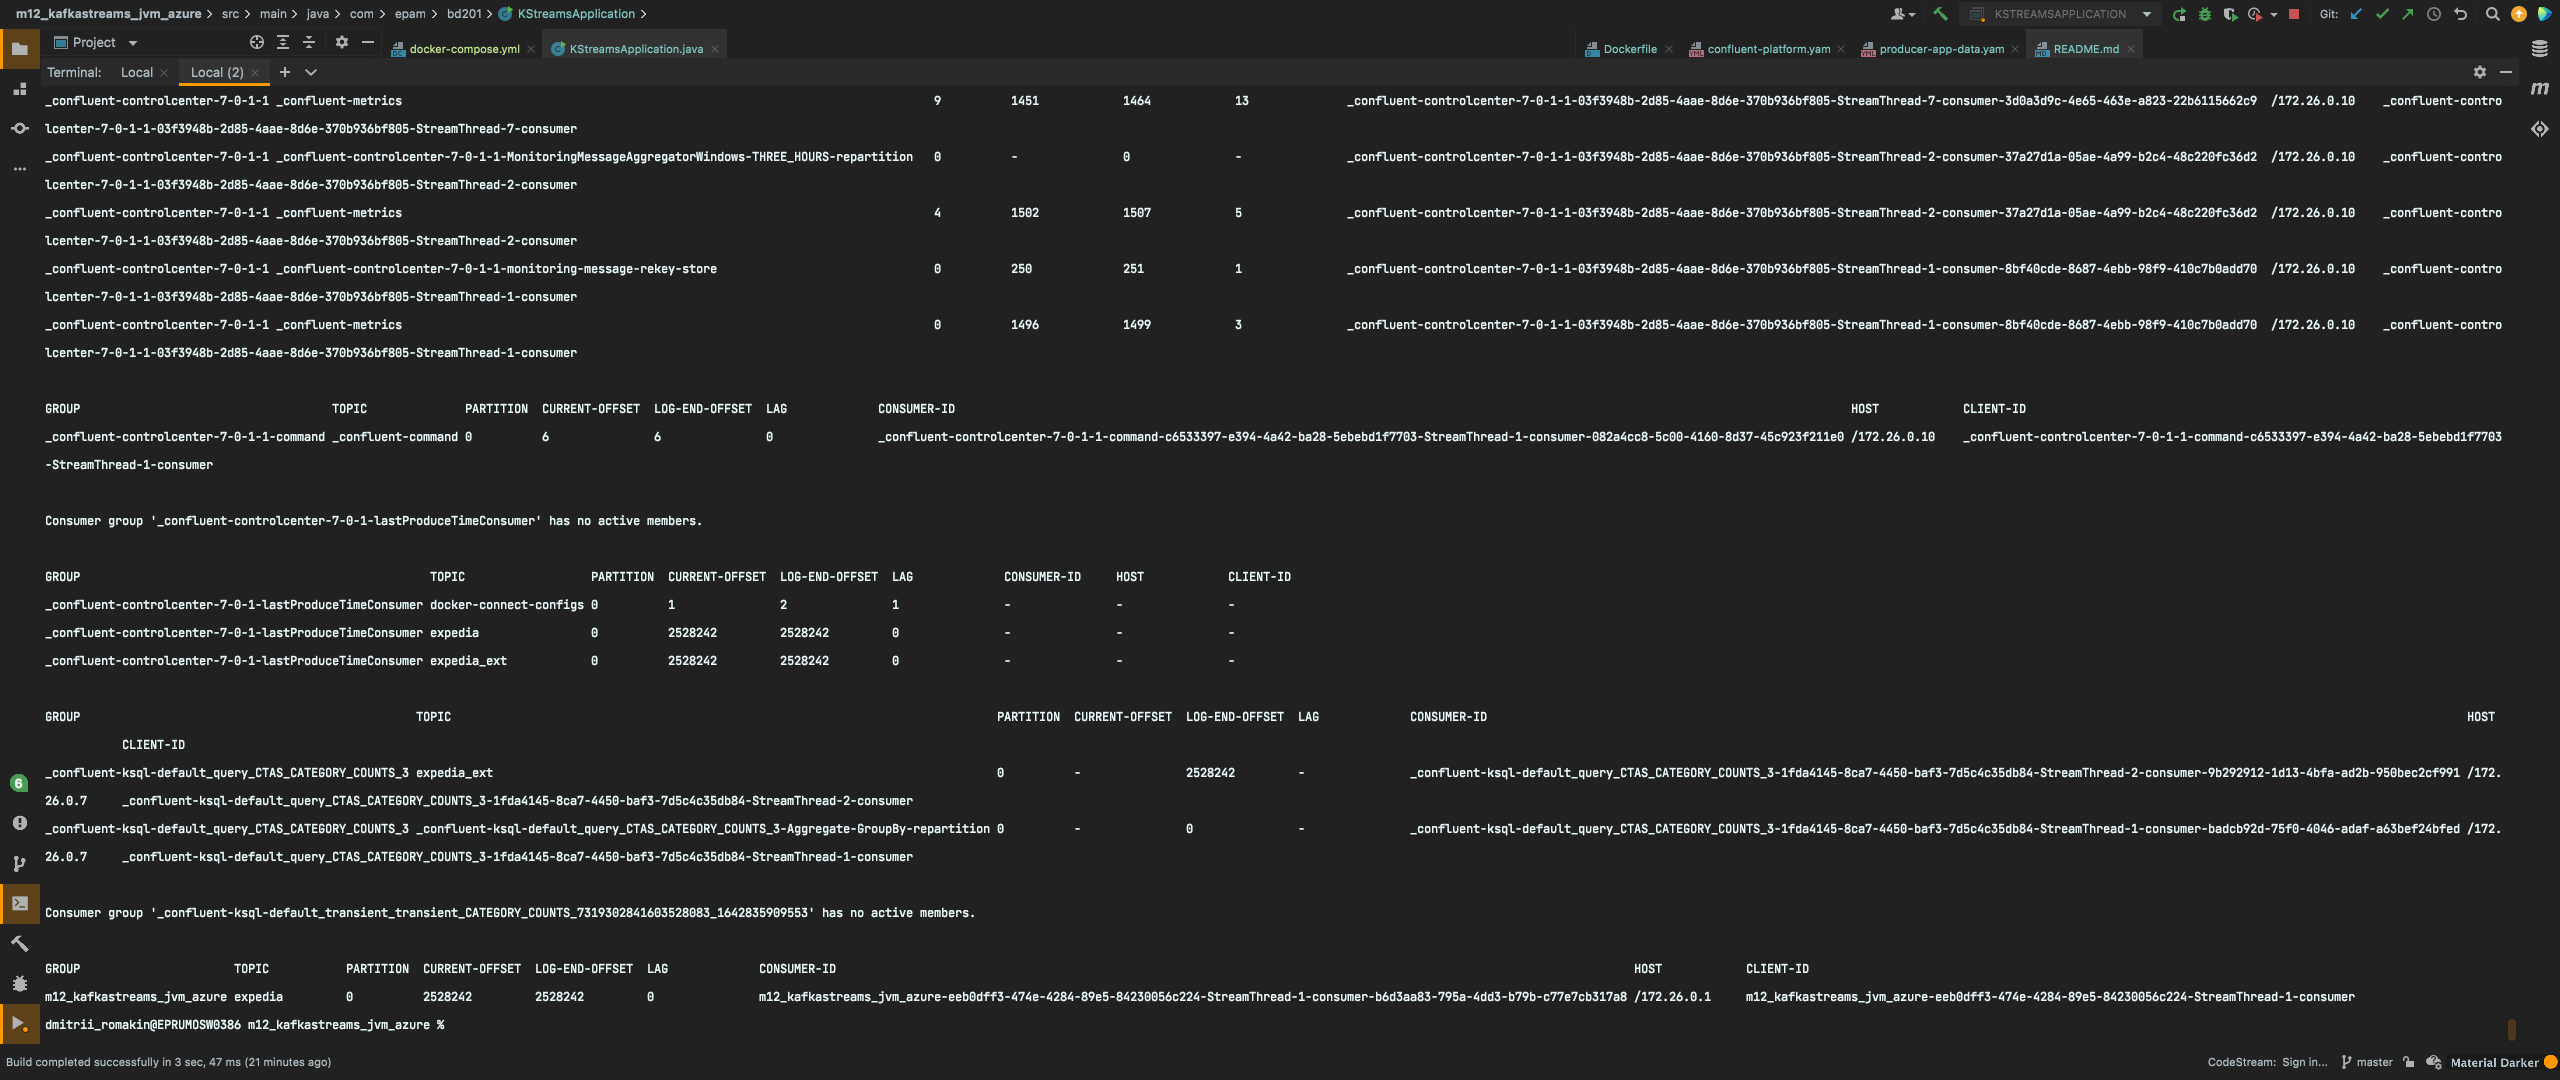 m12_kafkastreams_jvm_azure > src > main > java > com > epam > bd201 > KStreamsApplication >
KSTREAMSAPPLICATION Git:
Project docker-compose.yml KStreamsApplication.java Dockerfile confluent-platform.yam producer-app-data.yam README.md
Terminal: Local Local (2)
_confluent-controlcenter-7-0-1-1 _confluent-metrics 9 1451 1464 13 _confluent-controlcenter-7-0-1-1-03f3948b-2d85-4aae-8d6e-370b936bf805-StreamThread-7-consumer-3d0a3d9c-4e65-463e-a823-22b6115662c9 /172.26.0.10 _confluent-contro
lcenter-7-0-1-1-03f3948b-2d85-4aae-8d6e-370b936bf805-StreamThread-7-consumer
_confluent-controlcenter-7-0-1-1 _confluent-controlcenter-7-0-1-1-MonitoringMessageAggregatorWindows-THREE_HOURS-repartition 0 - 0 - _confluent-controlcenter-7-0-1-1-03f3948b-2d85-4aae-8d6e-370b936bf805-StreamThread-2-consumer-37a27d1a-05ae-4a99-b2c4-48c220fc36d2 /172.26.0.10 _confluent-contro
lcenter-7-0-1-1-03f3948b-2d85-4aae-8d6e-370b936bf805-StreamThread-2-consumer
_confluent-controlcenter-7-0-1-1 _confluent-metrics 4 1502 1507 5 _confluent-controlcenter-7-0-1-1-03f3948b-2d85-4aae-8d6e-370b936bf805-StreamThread-2-consumer-37a27d1a-05ae-4a99-b2c4-48c220fc36d2 /172.26.0.10 _confluent-contro
lcenter-7-0-1-1-03f3948b-2d85-4aae-8d6e-370b936bf805-StreamThread-2-consumer
_confluent-controlcenter-7-0-1-1 _confluent-controlcenter-7-0-1-1-monitoring-message-rekey-store 0 250 251 1 _confluent-controlcenter-7-0-1-1-03f3948b-2d85-4aae-8d6e-370b936bf805-StreamThread-1-consumer-8bf40cde-8687-4ebb-98f9-410c7b0add70 /172.26.0.10 _confluent-contro
lcenter-7-0-1-1-03f3948b-2d85-4aae-8d6e-370b936bf805-StreamThread-1-consumer
_confluent-controlcenter-7-0-1-1 _confluent-metrics 0 1496 1499 3 _confluent-controlcenter-7-0-1-1-03f3948b-2d85-4aae-8d6e-370b936bf805-StreamThread-1-consumer-8bf40cde-8687-4ebb-98f9-410c7b0add70 /172.26.0.10 _confluent-contro
lcenter-7-0-1-1-03f3948b-2d85-4aae-8d6e-370b936bf805-StreamThread-1-consumer
GROUP TOPIC PARTITION CURRENT-OFFSET LOG-END-OFFSET LAG CONSUMER-ID HOST CLIENT-ID
_confluent-controlcenter-7-0-1-1-command _confluent-command 0 6 6 0 _confluent-controlcenter-7-0-1-1-command-c6533397-e394-4a42-ba28-5ebebd1f7703-StreamThread-1-consumer-082a4cc8-5c00-4160-8d37-45c923f211e0 /172.26.0.10 _confluent-controlcenter-7-0-1-1-command-c6533397-e394-4a42-ba28-5ebebd1f7703
-StreamThread-1-consumer
Consumer group '_confluent-controlcenter-7-0-1-lastProduceTimeConsumer' has no active members.
GROUP TOPIC PARTITION CURRENT-OFFSET LOG-END-OFFSET LAG CONSUMER-ID HOST CLIENT-ID
_confluent-controlcenter-7-0-1-lastProduceTimeConsumer docker-connect-configs 0 1 2 1 - - -
_confluent-controlcenter-7-0-1-lastProduceTimeConsumer expedia 0 2528242 2528242 0 - - -
_confluent-controlcenter-7-0-1-lastProduceTimeConsumer expedia_ext 0 2528242 2528242 0 - - -
GROUP TOPIC PARTITION CURRENT-OFFSET LOG-END-OFFSET LAG CONSUMER-ID HOST
CLIENT-ID
_confluent-ksql-default_query_CTAS_CATEGORY_COUNTS_3 expedia_ext 0 - 2528242 - _confluent-ksql-default_query_CTAS_CATEGORY_COUNTS_3-1fda4145-8ca7-4450-baf3-7d5c4c35db84-StreamThread-2-consumer-9b292912-1d13-4bfa-ad2b-950bec2cf991 /172.
26.0.7 _confluent-ksql-default_query_CTAS_CATEGORY_COUNTS_3-1fda4145-8ca7-4450-baf3-7d5c4c35db84-StreamThread-2-consumer
_confluent-ksql-default_query_CTAS_CATEGORY_COUNTS_3 _confluent-ksql-default_query_CTAS_CATEGORY_COUNTS_3-Aggregate-GroupBy-repartition 0 - 0 - _confluent-ksql-default_query_CTAS_CATEGORY_COUNTS_3-1fda4145-8ca7-4450-baf3-7d5c4c35db84-StreamThread-1-consumer-badcb92d-75f0-4046-adaf-a63bef24bfed /172.
26.0.7 _confluent-ksql-default_query_CTAS_CATEGORY_COUNTS_3-1fda4145-8ca7-4450-baf3-7d5c4c35db84-StreamThread-1-consumer
Consumer group '_confluent-ksql-default_transient_transient_CATEGORY_COUNTS_7319302841603528083_1642835909553' has no active members.
GROUP TOPIC PARTITION CURRENT-OFFSET LOG-END-OFFSET LAG CONSUMER-ID HOST CLIENT-ID
m12_kafkastreams_jvm_azure expedia 0 2528242 2528242 0 m12_kafkastreams_jvm_azure-eeb0dff3-474e-4284-89e5-84230056c224-StreamThread-1-consumer-b6d3aa83-795a-4dd3-b79b-c77e7cb317a8 /172.26.0.1 m12_kafkastreams_jvm_azure-eeb0dff3-474e-4284-89e5-84230056c224-StreamThread-1-consumer
dmitrii_romakin@EPRUMOSW0386 m12_kafkastreams_jvm_azure %
Build completed successfully in 3 sec, 47 ms (21 minutes ago) CodeStream: Sign in... master Material Darker